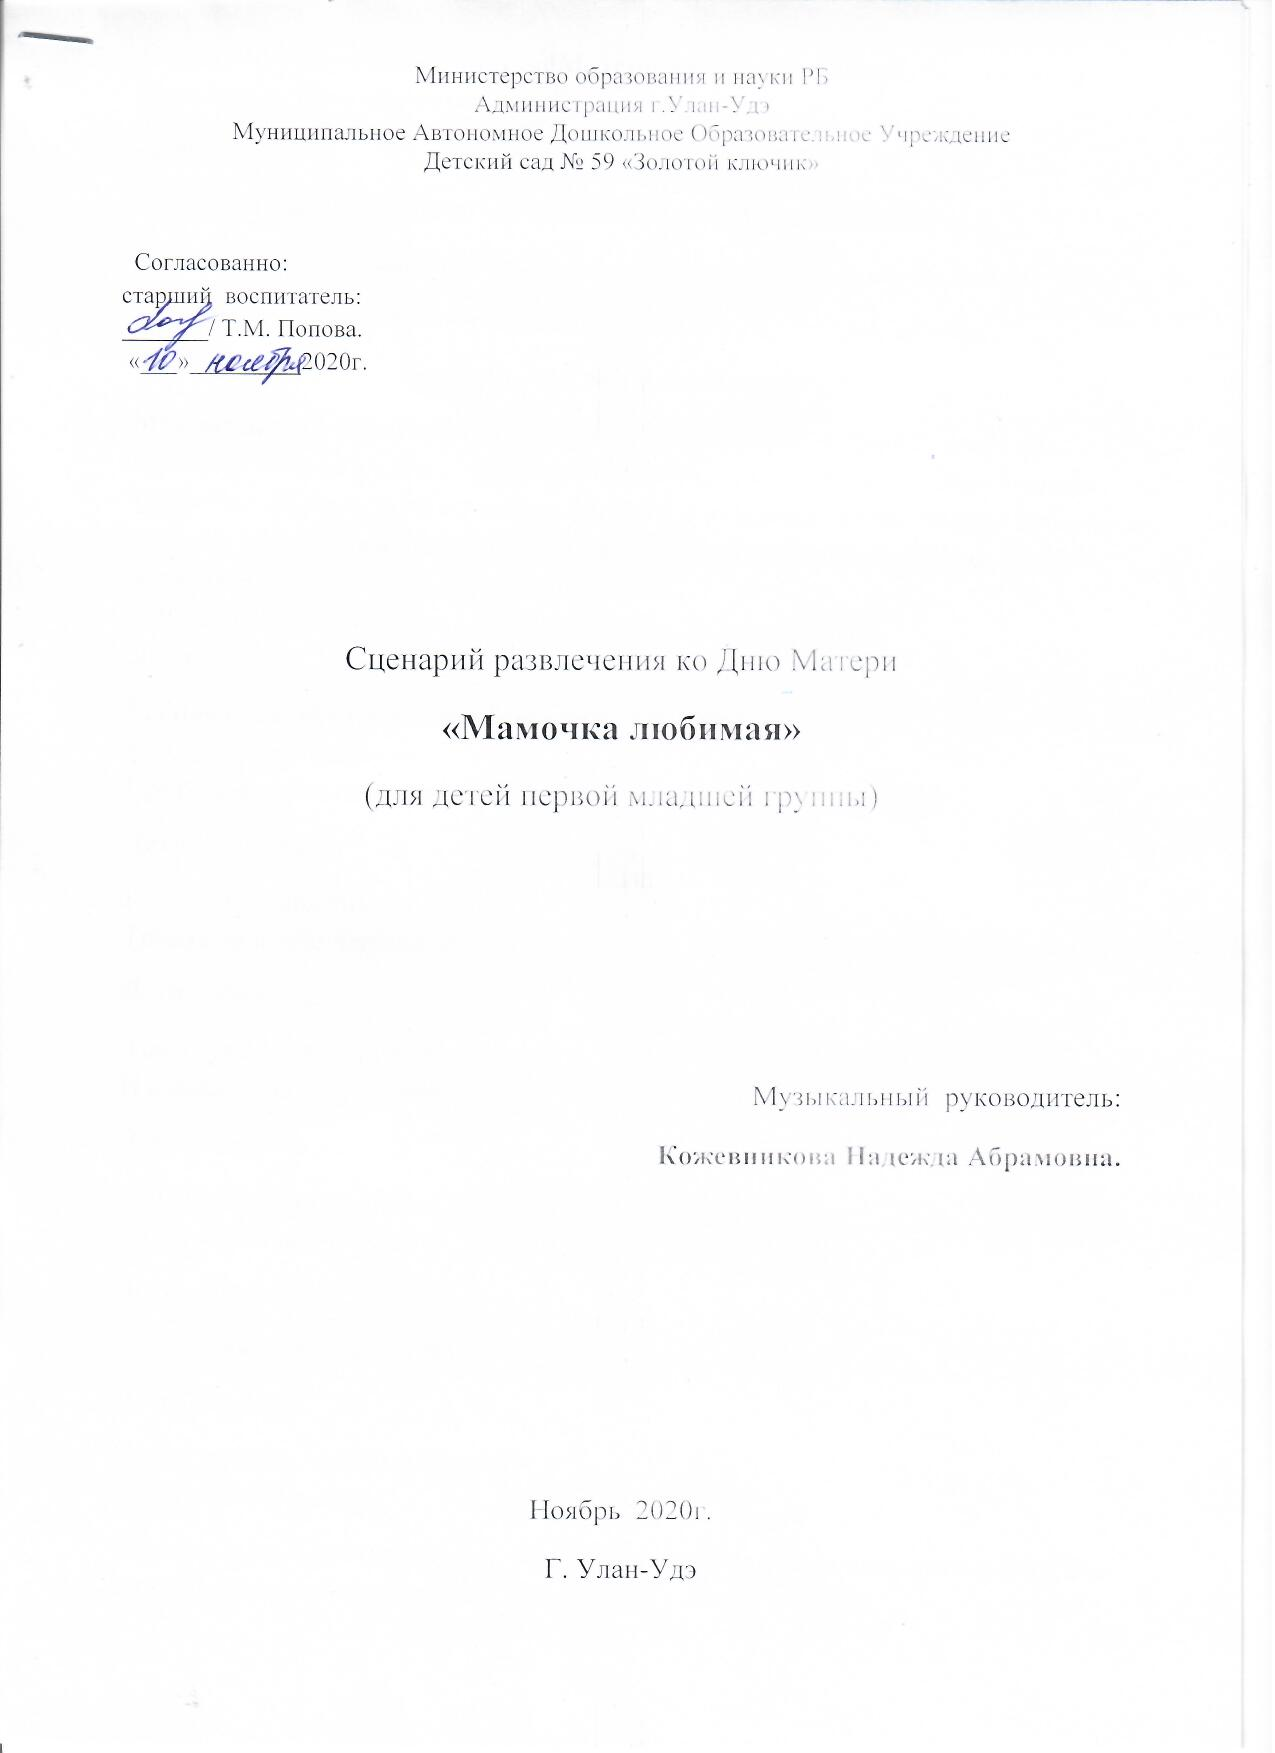 Министерство образования и науки РБ
Администрация г.Улан-Удэ
Муниципальное Автономное Дошкольное Образовательное Учреждение
Детский сад № 59 «Золотой ключик»
Согласованно:
старший воспитатель:
/ Т.М. Попова.
«10» ноября 2020г.
Сценарий развлечения ко Дню Матери
«Мамочка любимая»
(для детей первой младшей группы)
Музыкальный руководитель:
Кожевникова Надежда Абрамовна.
Ноябрь 2020г.
Г. Улан-Удэ